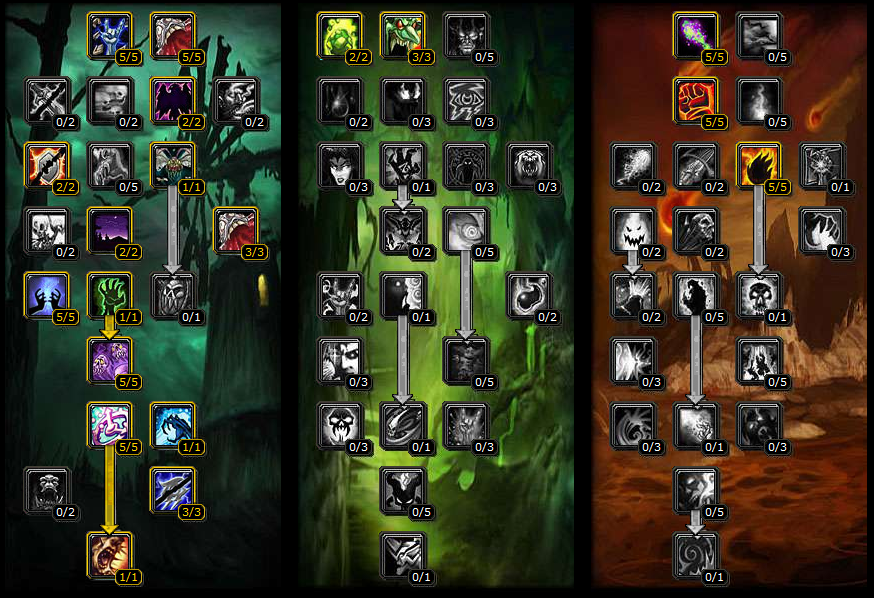 5/5 5/5 2/2 3/3 0/5 5/5 0/5
0/2 0/2 2/2 0/2 0/2 0/3 0/3 5/5 0/5
2/2 0/5 1/1 0/3 0/1 0/3 0/3 0/2 0/2 5/5 0/1
0/2 2/2 3/3 0/2 0/5 0/2 0/2 0/3
5/5 1/1 0/1 0/2 0/1 0/2 0/2 0/5 0/1
5/5 0/3 0/5 0/3 0/5
5/5 1/1 0/3 0/1 0/3 0/3 0/1 0/3
0/2 3/3 0/5 0/5
1/1 0/1 0/1